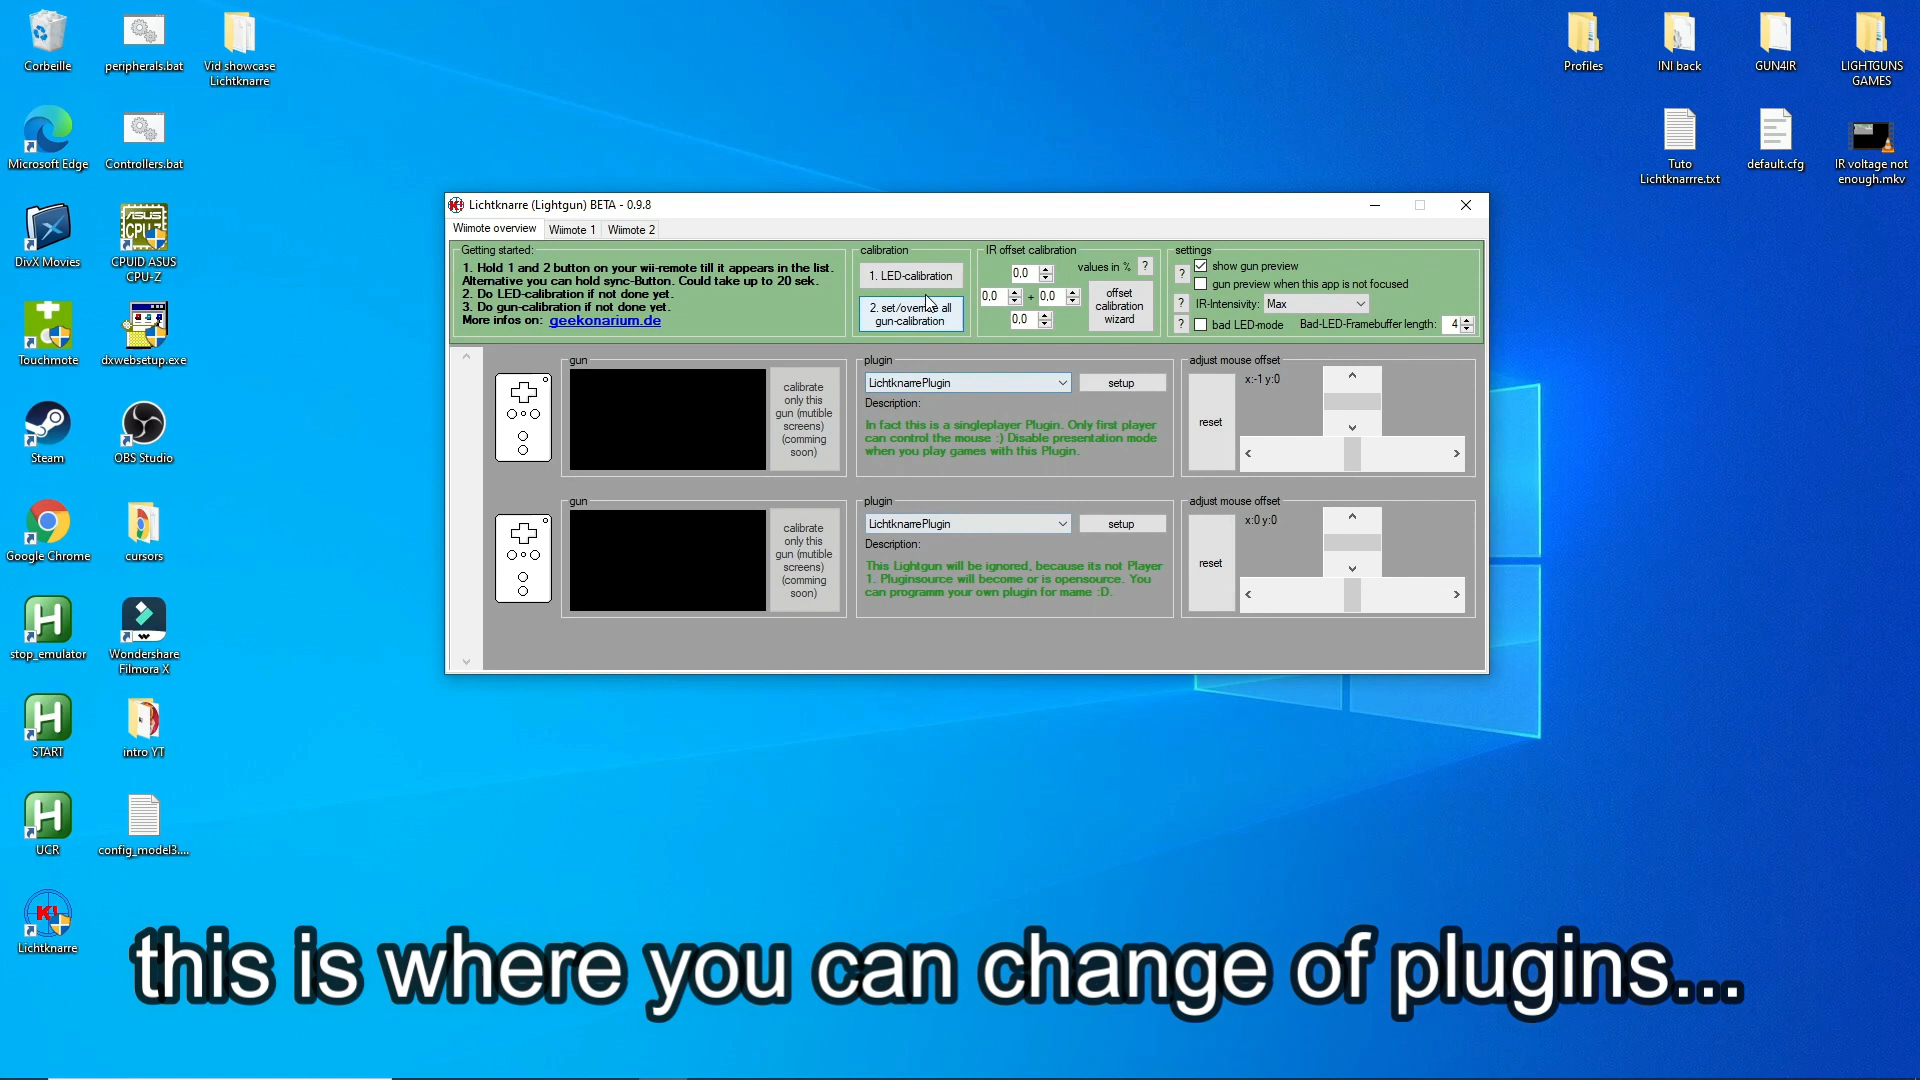 Corbeille
peripherals.bat
Vid showcase
Lichtknarre
Profiles
INI back
GUN4IR
LIGHTGUNS
GAMES
Microsoft Edge
Controllers.bat
Tuto
Lichtknarrre.txt
default.cfg
IR voltage not
enough.mkv
DivX Movies
CPUID ASUS
CPU-Z
Touchmote
dxwebsetup.exe
Steam
OBS Studio
Google Chrome
cursors
stop_emulator
Wondershare
Filmora X
START
intro YT
UCR
config_model3....
Lichtknarre
Lichtknarre (Lightgun) BETA - 0.9.8
Wiimote overview
Wiimote 1
Wiimote 2
Getting started:
1. Hold 1 and 2 button on your wii-remote till it appears in the list.
Alternative you can hold sync-Button. Could take up to 20 sek.
2. Do LED-calibration if not done yet.
3. Do gun-calibration if not done yet.
More infos on: geekonarium.de
calibration
1. LED-calibration
2. set/override all
gun-calibration
IR offset calibration
0,0
values in %
?
0,0
+
0,0
0,0
offset
calibration
wizard
settings
?
show gun preview
gun preview when this app is not focused
?
IR-Intensivity:
Max
?
bad LED-mode
Bad-LED-Framebuffer length:
4
gun
calibrate
only this
gun (mutible
screens)
(comming
soon)
plugin
LichtknarrePlugin
setup
Description:
In fact this is a singleplayer Plugin. Only first player
can control the mouse :) Disable presentation mode
when you play games with this Plugin.
adjust mouse offset
x:-1 y:0
reset
gun
calibrate
only this
gun (mutible
screens)
(comming
soon)
plugin
LichtknarrePlugin
setup
Description:
This Lightgun will be ignored, because its not Player
1. Pluginsource will become or is opensource. You
can programm your own plugin for mame :D.
adjust mouse offset
x:0 y:0
reset
this is where you can change of plugins...